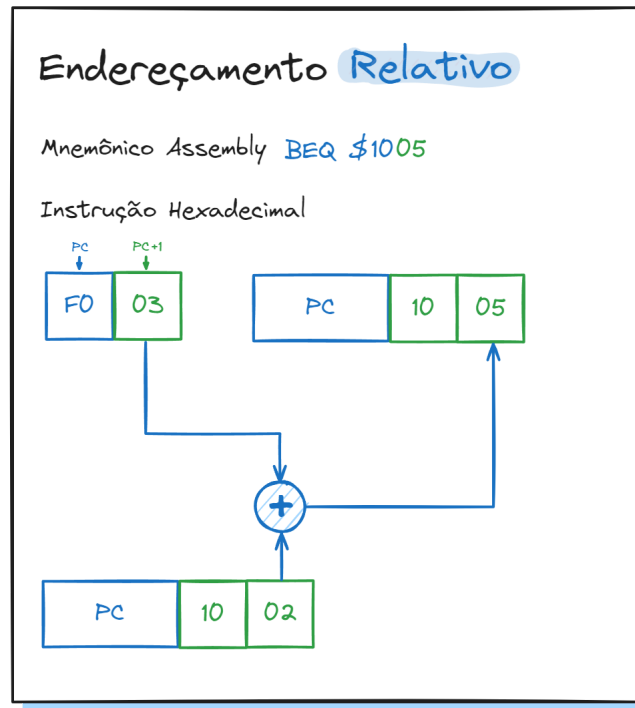 Endereçamento Relativo
Mnemônico Assembly BEQ $1005
Instrução Hexadecimal
PC PC+1
F0 03 PC 10 05
+
PC 10 02